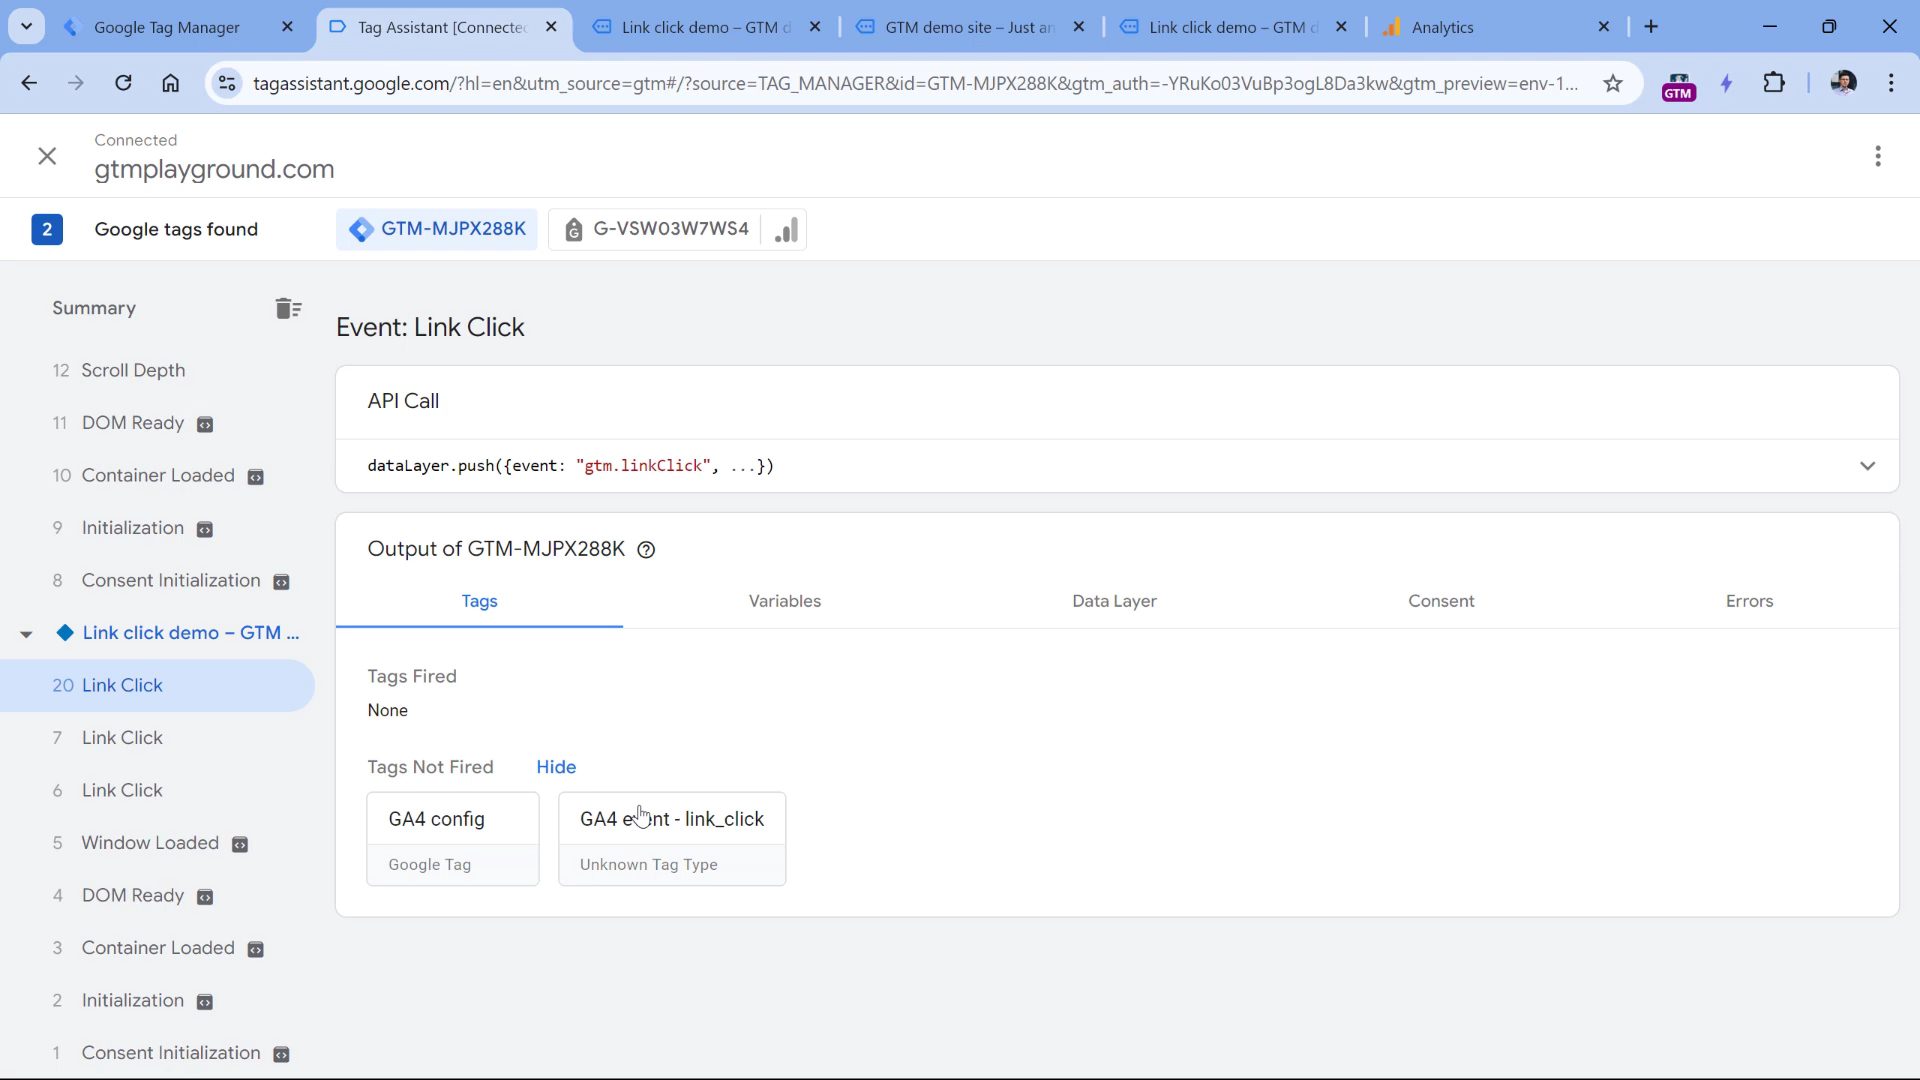 Google Tag Manager
Tag Assistant [Connected
Link click demo – GTM d
GTM demo site – Just an
Link click demo – GTM d
Analytics
tagassistant.google.com/?hl=en&utm_source=gtm#/?source=TAG_MANAGER&id=GTM-MJPX288K&gtm_auth=-YRuKo03VuBp3ogL8Da3kw&gtm_preview=env-1...
GTM
Connected
gtmplayground.com
2
Google tags found
GTM-MJPX288K
G-VSW03W7WS4
Summary
12 Scroll Depth
11 DOM Ready
10 Container Loaded
9 Initialization
8 Consent Initialization
Link click demo – GTM ...
20 Link Click
7 Link Click
6 Link Click
5 Window Loaded
4 DOM Ready
3 Container Loaded
2 Initialization
1 Consent Initialization
Event: Link Click
API Call
dataLayer.push({event: "gtm.linkClick", ...})
Output of GTM-MJPX288K
Tags
Variables
Data Layer
Consent
Errors
Tags Fired
None
Tags Not Fired
Hide
GA4 config
Google Tag
GA4 event - link_click
Unknown Tag Type